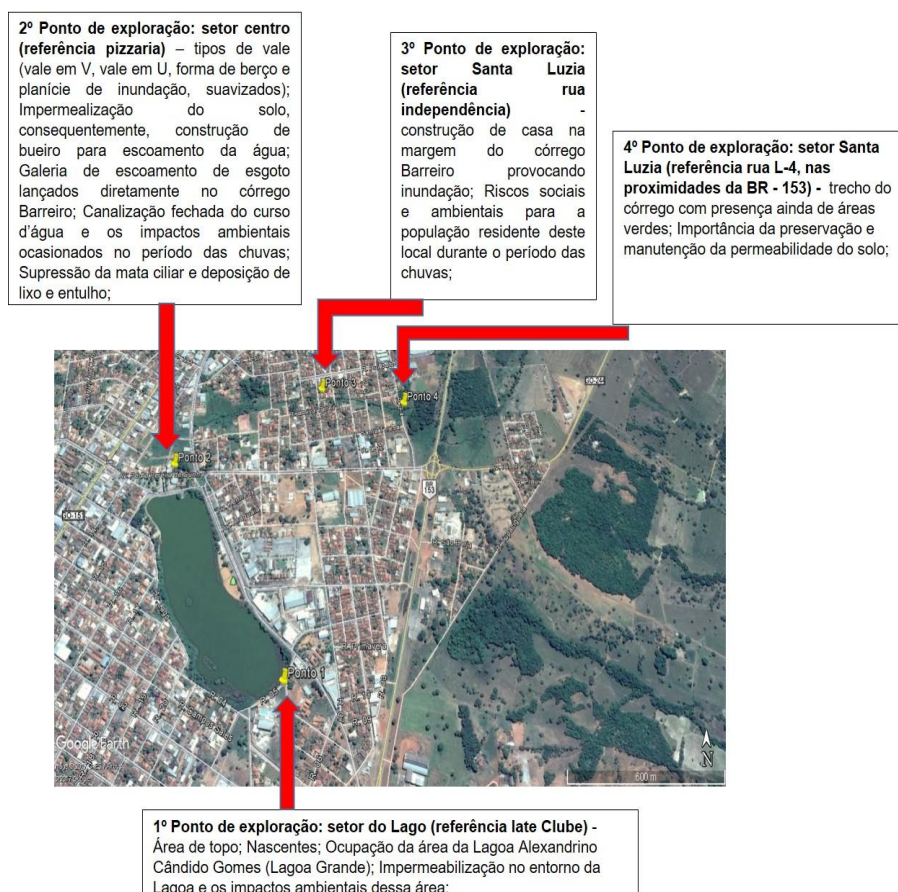 2º Ponto de exploração: setor centro
(referência pizzaria) – tipos de vale
(vale em V, vale em U, forma de berço e
planície de inundação, suavizados);
Impermealização do solo,
consequentemente, construção de
bueiro para escoamento da água;
Galeria de escoamento de esgoto
lançados diretamente no córrego
Barreiro; Canalização fechada do curso
d’água e os impactos ambientais
ocasionados no período das chuvas;
Supressão da mata ciliar e deposição de
lixo e entulho;
3º Ponto de exploração:
setor Santa Luzia
(referência rua
independência) -
construção de casa na
margem do córrego
Barreiro provocando
inundação; Riscos sociais
e ambientais para a
população residente deste
local durante o período das
chuvas;
4º Ponto de exploração: setor Santa
Luzia (referência rua L-4, nas
proximidades da BR - 153) - trecho do
córrego com presença ainda de áreas
verdes; Importância da preservação e
manutenção da permeabilidade do solo;
Ponto 3
Ponto 4
GO-244
Ponto 2
BR
153
GO-151
R. Primavera
Ponto 1
Google Earth
N
600 m
1º Ponto de exploração: setor do Lago (referência Iate Clube) -
Área de topo; Nascentes; Ocupação da área da Lagoa Alexandrino
Cândido Gomes (Lagoa Grande); Impermeabilização no entorno da
Lagoa e os impactos ambientais dessa área;